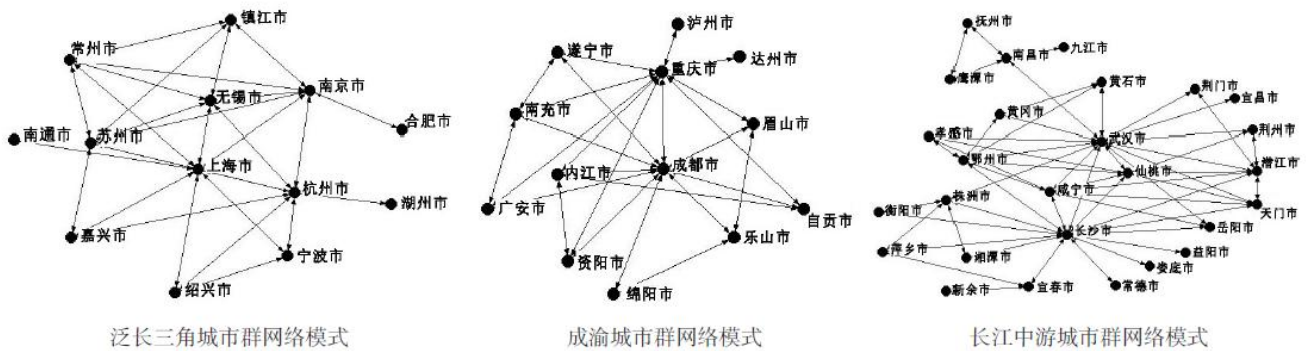 镇江市
常州市
南京市
无锡市
合肥市
南通市
苏州市
上海市
杭州市
湖州市
嘉兴市
宁波市
绍兴市
泛长三角城市群网络模式
泸州市
遂宁市
达州市
重庆市
南充市
眉山市
成都市
内江市
广安市
自贡市
乐山市
资阳市
绵阳市
成渝城市群网络模式
抚州市
九江市
南昌市
鹰潭市
黄石市
荆门市
宜昌市
黄冈市
荆州市
孝感市
武汉市
鄂州市
仙桃市
潜江市
咸宁市
株洲市
天门市
衡阳市
岳阳市
长沙市
萍乡市
湘潭市
益阳市
娄底市
新余市
宜春市
常德市
长江中游城市群网络模式